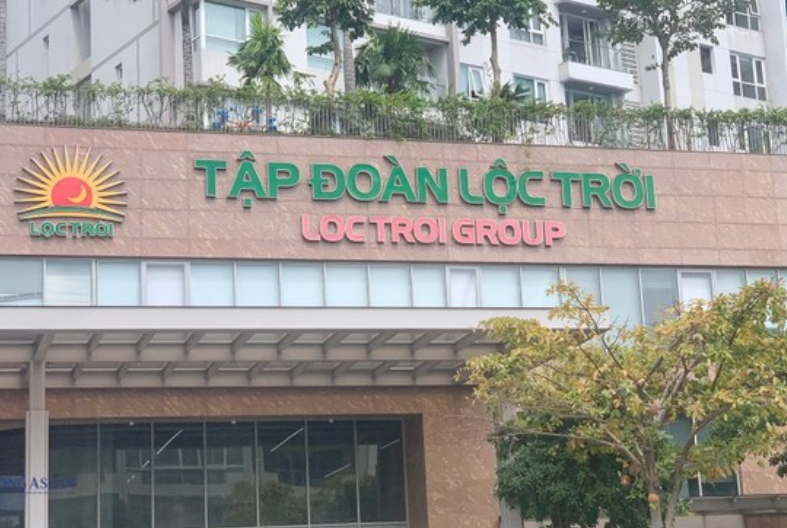 TẬP ĐOÀN LỘC TRỜI
LOC TROI GROUP
LỘC TRỜI